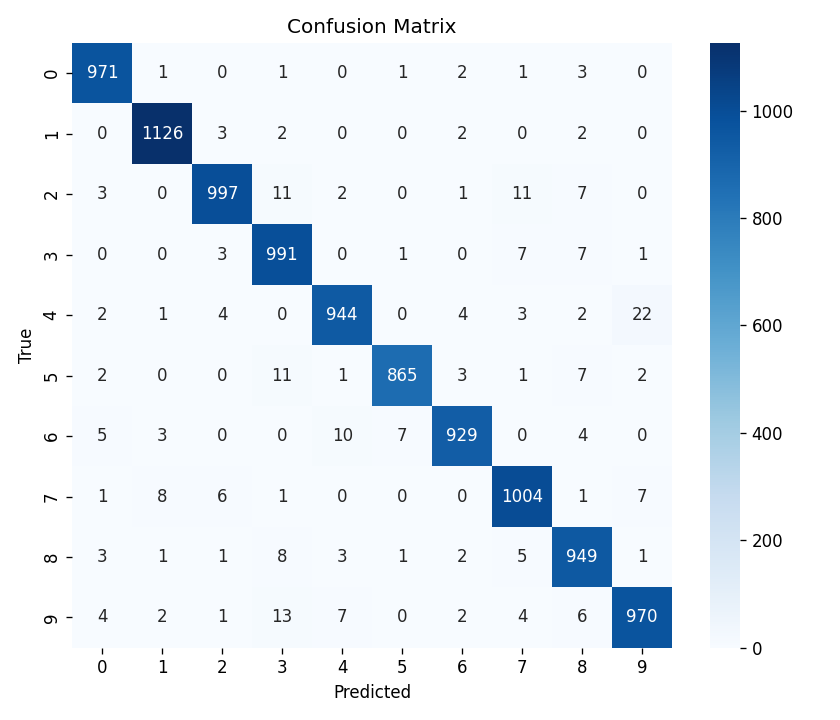 Confusion Matrix
0 971 1 0 1 0 1 2 1 3 0
1 0 1126 3 2 0 0 2 0 2 0
2 3 0 997 11 2 0 1 11 7 0
3 0 0 3 991 0 1 0 7 7 1
4 2 1 4 0 944 0 4 3 2 22
5 2 0 0 11 1 865 3 1 7 2
6 5 3 0 0 10 7 929 0 4 0
7 1 8 6 1 0 0 0 1004 1 7
8 3 1 1 8 3 1 2 5 949 1
9 4 2 1 13 7 0 2 4 6 970
0 1 2 3 4 5 6 7 8 9
Predicted
True
1000
800
600
400
200
0